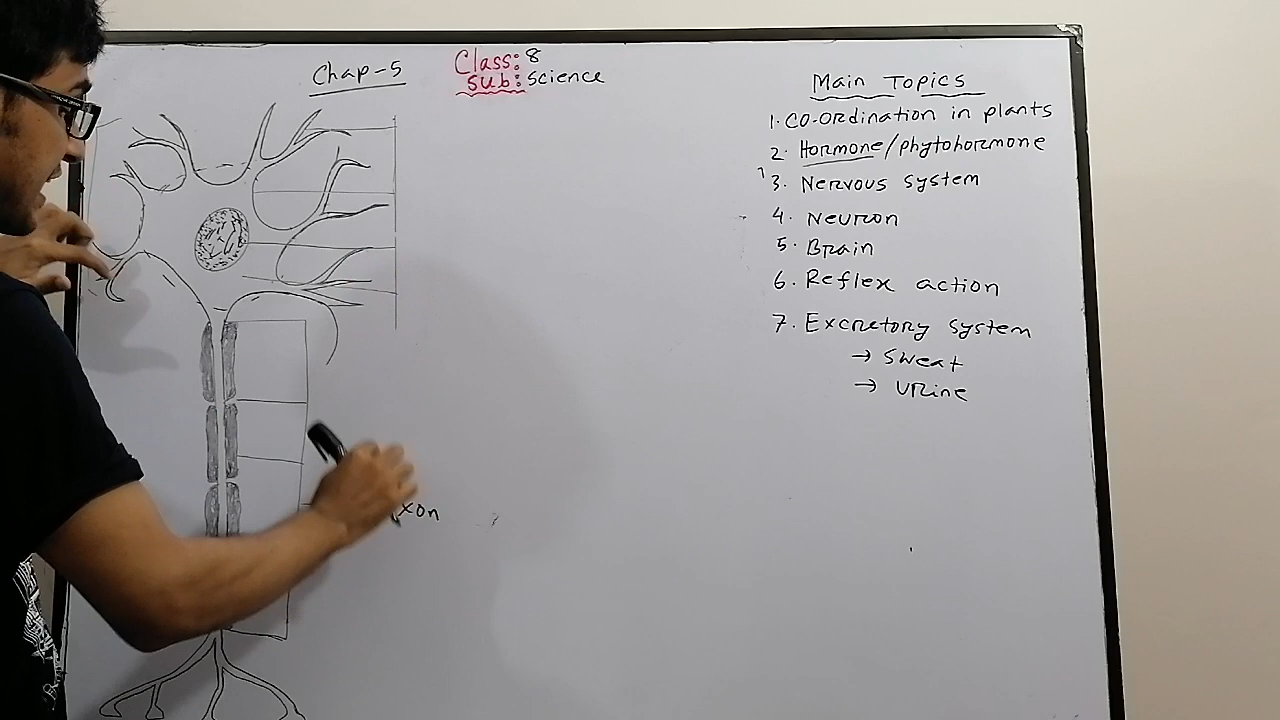 Chap-5
Class: 8
Sub: Science
Main Topics
1. CO-ORdination in plants
2. Hormone/phytohormone
3. Nervous system
4. Neuron
5. Brain
6. Reflex action
7. Excretory system
→ Sweat
→ Urine
Axon